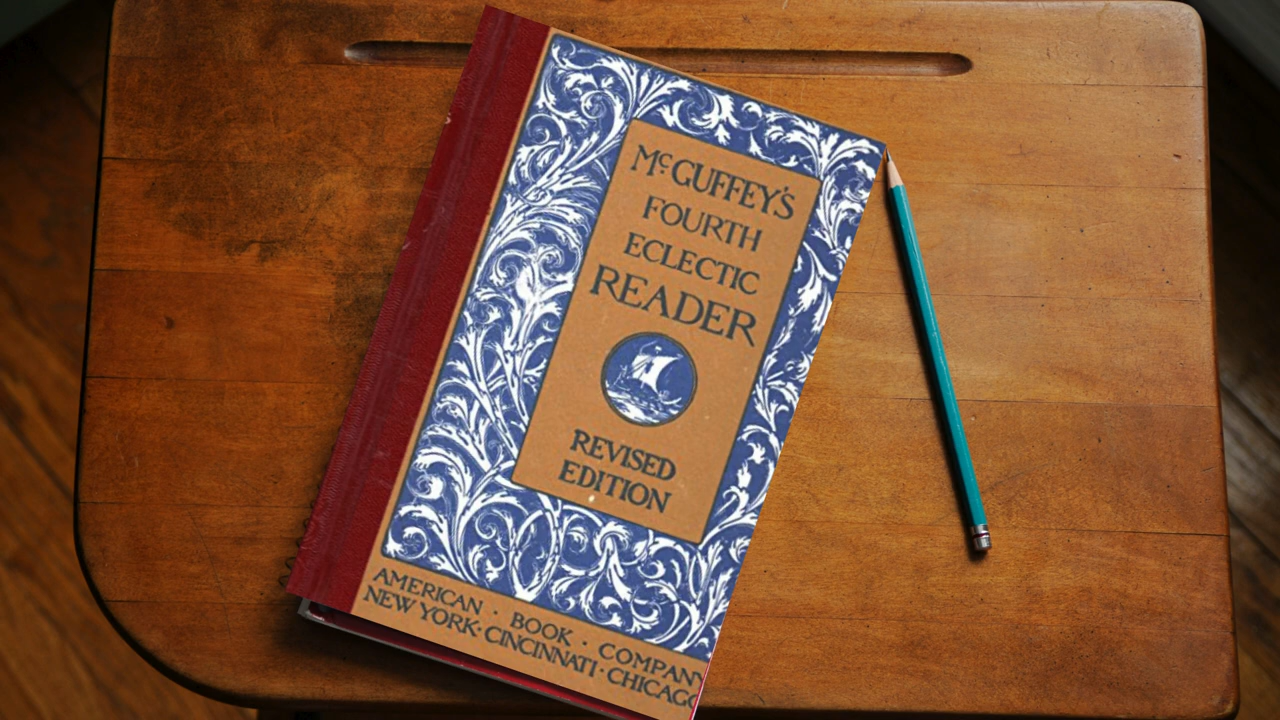 McGUFFEY'S
FOURTH
ECLECTIC
READER
REVISED
EDITION
AMERICAN · BOOK · COMPANY
NEW YORK · CINCINNATI · CHICAGO